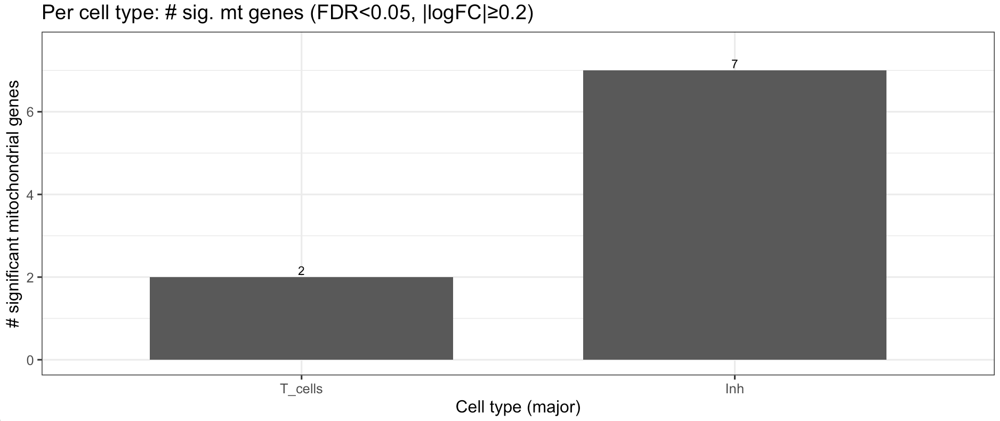 Per cell type: # sig. mt genes (FDR<0.05, |logFC|≥0.2)
# significant mitochondrial genes
6
4
2
0
2
7
T_cells
Inh
Cell type (major)